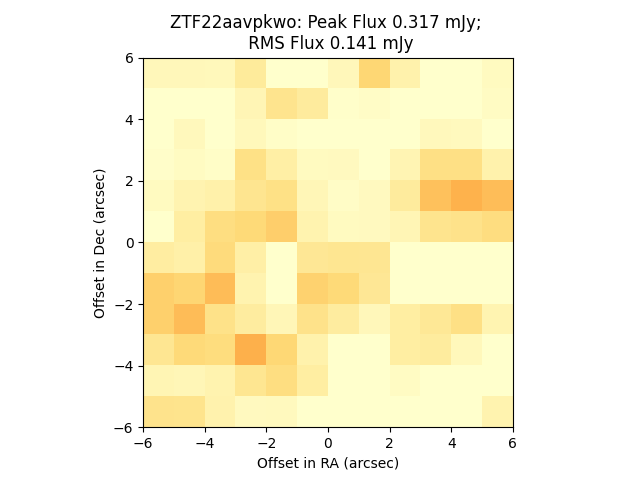 ZTF22aavpkwo: Peak Flux 0.317 mJy;
RMS Flux 0.141 mJy
6
4
2
0
−2
−4
−6
Offset in Dec (arcsec)
−6 −4 −2 0 2 4 6
Offset in RA (arcsec)